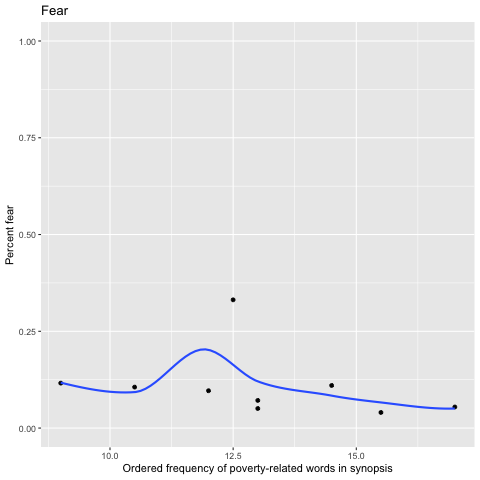 Fear
1.00
0.75
0.50
0.25
0.00
Percent fear
10.0 12.5 15.0
Ordered frequency of poverty-related words in synopsis